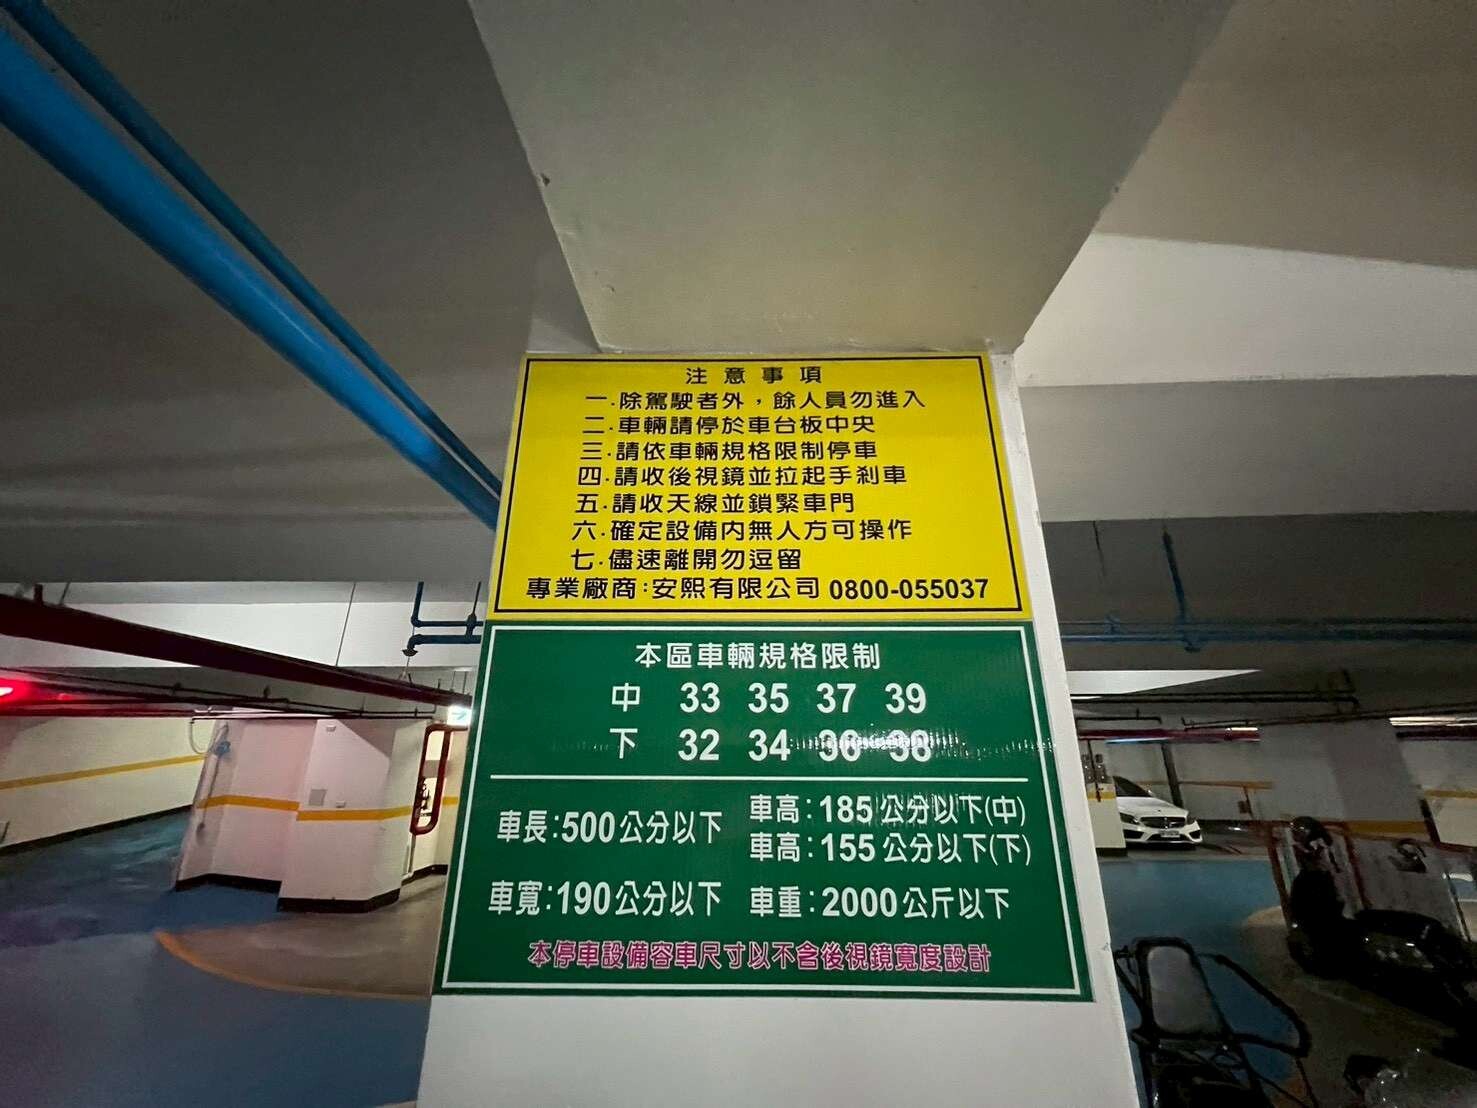 注意事項
一.除駕駛者外，餘人員勿進入
二.車輛請停於車台板中央
三.請依車輛規格限制停車
四.請收後視鏡並拉起手剎車
五.請收天線並鎖緊車門
六.確定設備內無人方可操作
七.儘速離開勿逗留
專業廠商:安熙有限公司 0800-055037
本區車輛規格限制
中 33 35 37 39
下 32 34 36 38
車長:500公分以下 車高:185公分以下(中)
車高:155公分以下(下)
車寬:190公分以下 車重:2000公斤以下
本停車設備容車尺寸以不含後視鏡寬度設計